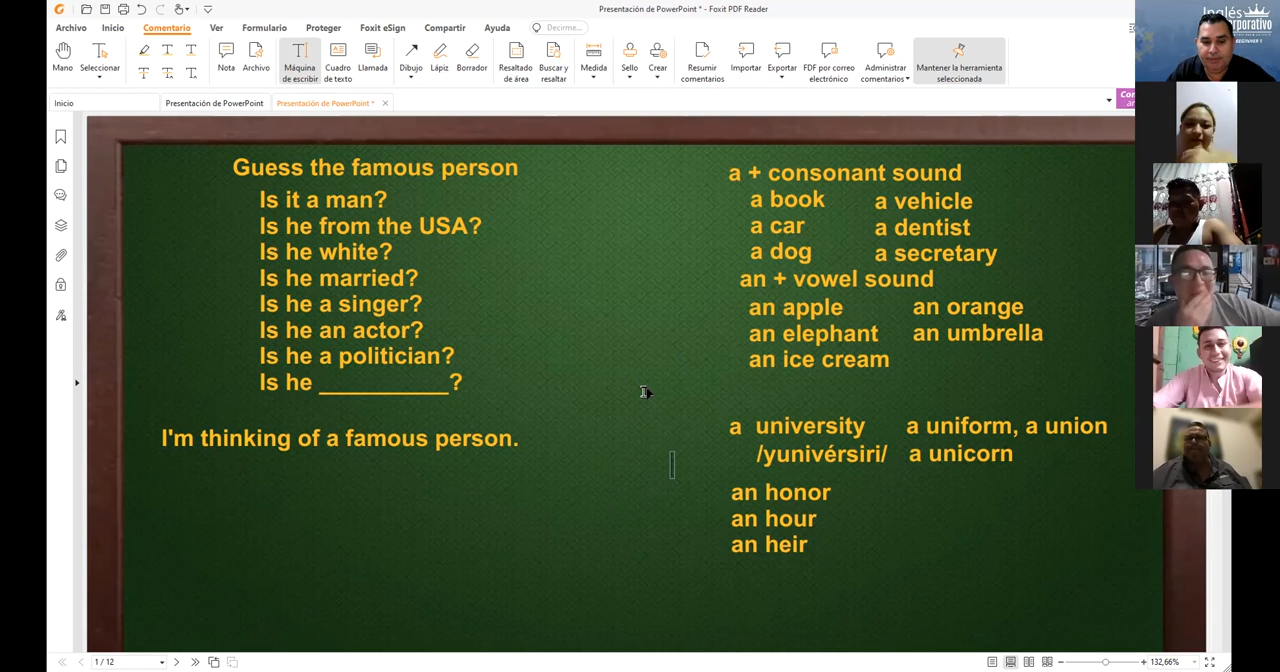 Presentación de PowerPoint * - Foxit PDF Reader
Archivo Inicio Comentario Ver Formulario Proteger Foxit eSign Compartir Ayuda Decirme...
Mano
Seleccionar
Nota
Archivo
Máquina de escribir
Cuadro de texto
Llamada
Dibujo
Lápiz
Borrador
Resaltado de área
Buscar y resaltar
Medida
Sello
Crear
Resumir comentarios
Importar
Exportar
FDF por correo electrónico
Administrar comentarios
Mantener la herramienta seleccionada
Inicio
Presentación de PowerPoint
Presentación de PowerPoint *
Guess the famous person
Is it a man?
Is he from the USA?
Is he white?
Is he married?
Is he a singer?
Is he an actor?
Is he a politician?
Is he ___________?
I'm thinking of a famous person.
a + consonant sound
a book a vehicle
a car a dentist
a dog a secretary
an + vowel sound
an apple an orange
an elephant an umbrella
an ice cream
a university a uniform, a union
/yunivérsiri/ a unicorn
an honor
an hour
an heir
Inglés
BEGINNER 1
1 / 12
132,66%